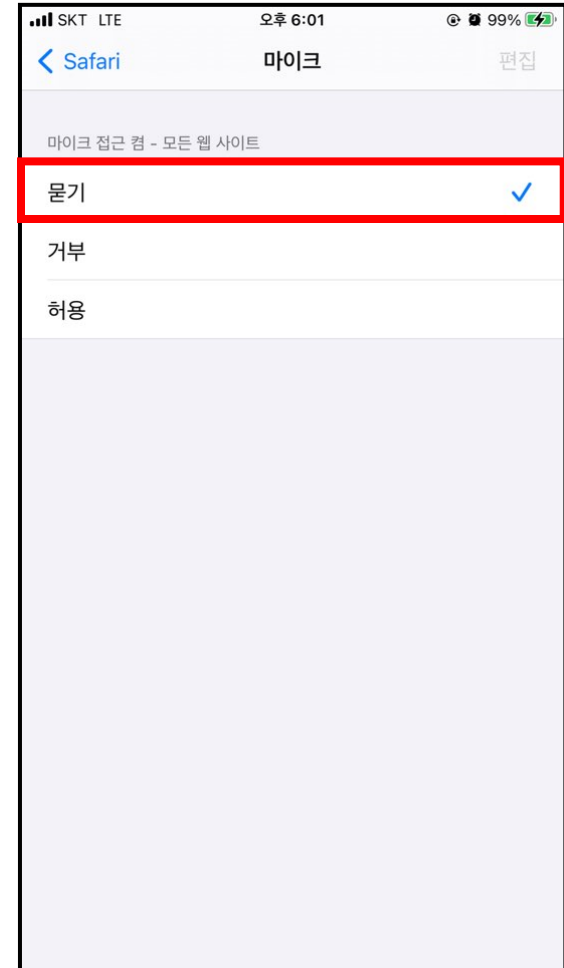 SKT LTE 오후 6:01 99%
Safari 마이크 편집
마이크 접근 켬 - 모든 웹 사이트
묻기
거부
허용